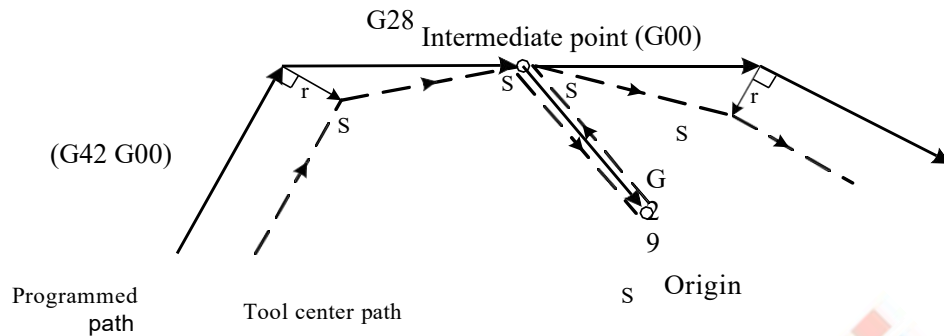 G28
Intermediate point (G00)
r
S
S
S
S
r
(G42 G00)
G
2
9
S
Origin
Programmed
path
Tool center path